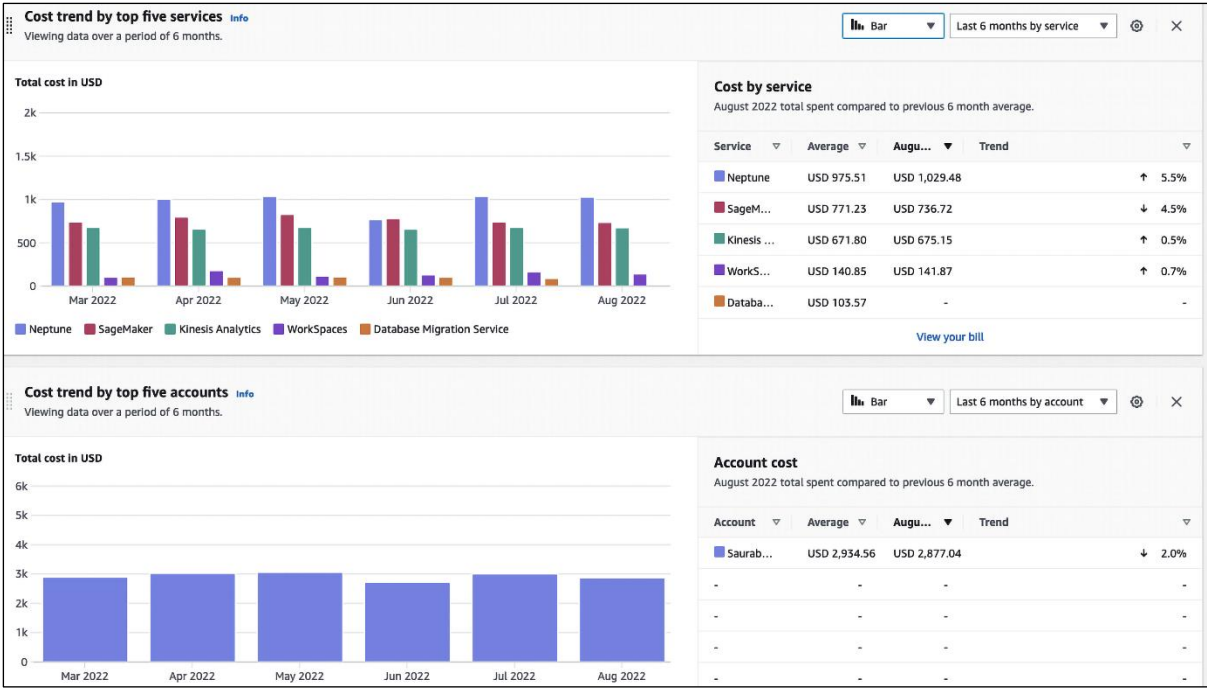 Cost trend by top five services Info
Viewing data over a period of 6 months.
Bar
Last 6 months by service
Total cost in USD
2k
1.5k
1k
500
0
Mar 2022 Apr 2022 May 2022 Jun 2022 Jul 2022 Aug 2022
Neptune SageMaker Kinesis Analytics WorkSpaces Database Migration Service
Cost by service
August 2022 total spent compared to previous 6 month average.
Service Average Augu... Trend
Neptune USD 975.51 USD 1,029.48 ↑ 5.5%
SageM... USD 771.23 USD 736.72 ↓ 4.5%
Kinesis ... USD 671.80 USD 675.15 ↑ 0.5%
WorkS... USD 140.85 USD 141.87 ↑ 0.7%
Databa... USD 103.57 - -
View your bill
Cost trend by top five accounts Info
Viewing data over a period of 6 months.
Bar
Last 6 months by account
Total cost in USD
6k
5k
4k
3k
2k
1k
0
Mar 2022 Apr 2022 May 2022 Jun 2022 Jul 2022 Aug 2022
Account cost
August 2022 total spent compared to previous 6 month average.
Account Average Augu... Trend
Saurab... USD 2,934.56 USD 2,877.04 ↓ 2.0%
- - - -
- - - -
- - - -
- - - -